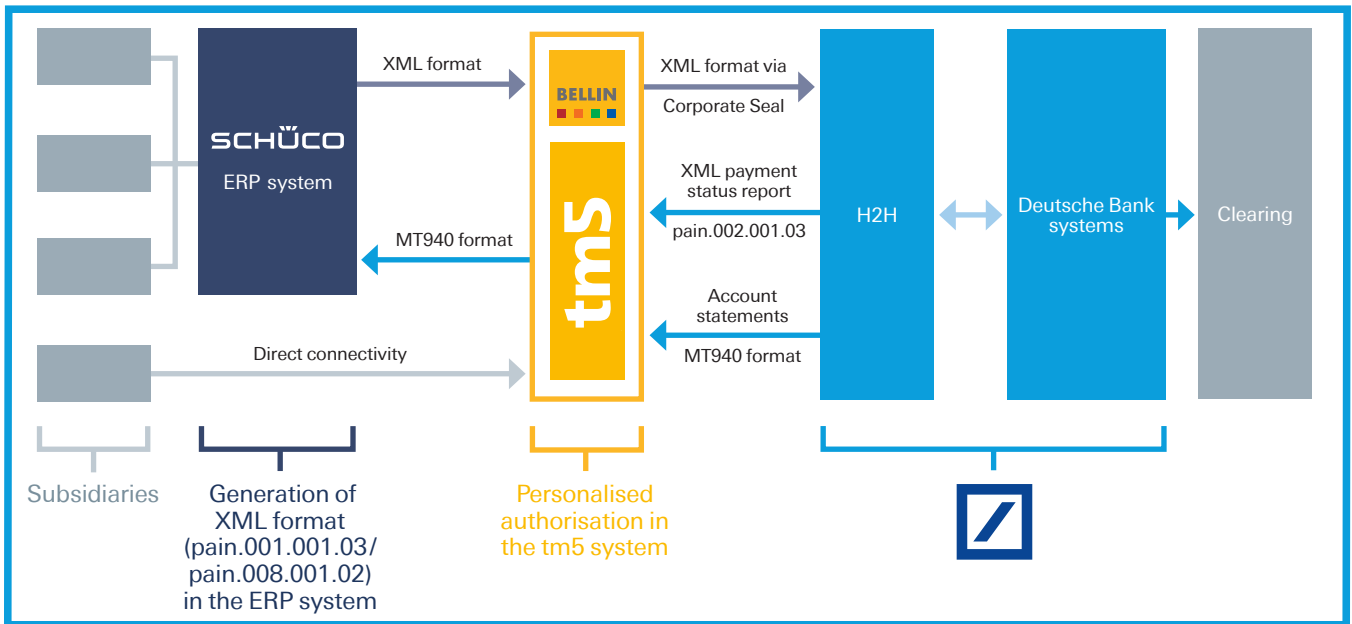 SCHÜCO
ERP system
XML format
MT940 format
Direct connectivity
BELLIN
tm5
XML format via
Corporate Seal
XML payment
status report
pain.002.001.03
Account
statements
MT940 format
H2H
Deutsche Bank
systems
Clearing
Subsidiaries
Generation of
XML format
(pain.001.001.03/
pain.008.001.02)
in the ERP system
Personalised
authorisation in
the tm5 system